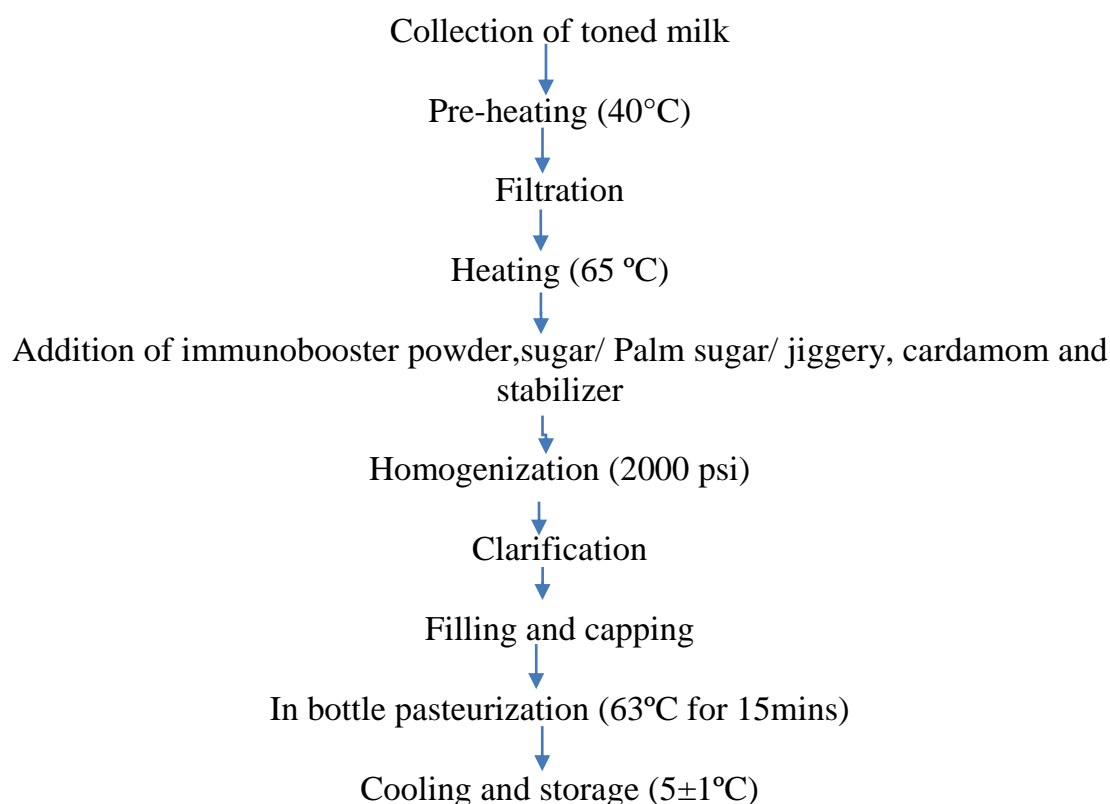 Collection of toned milk
Pre-heating (40°C)
Filtration
Heating (65 ºC)
Addition of immunobooster powder,sugar/ Palm sugar/ jiggery, cardamom and
stabilizer
Homogenization (2000 psi)
Clarification
Filling and capping
In bottle pasteurization (63ºC for 15mins)
Cooling and storage (5±1ºC)